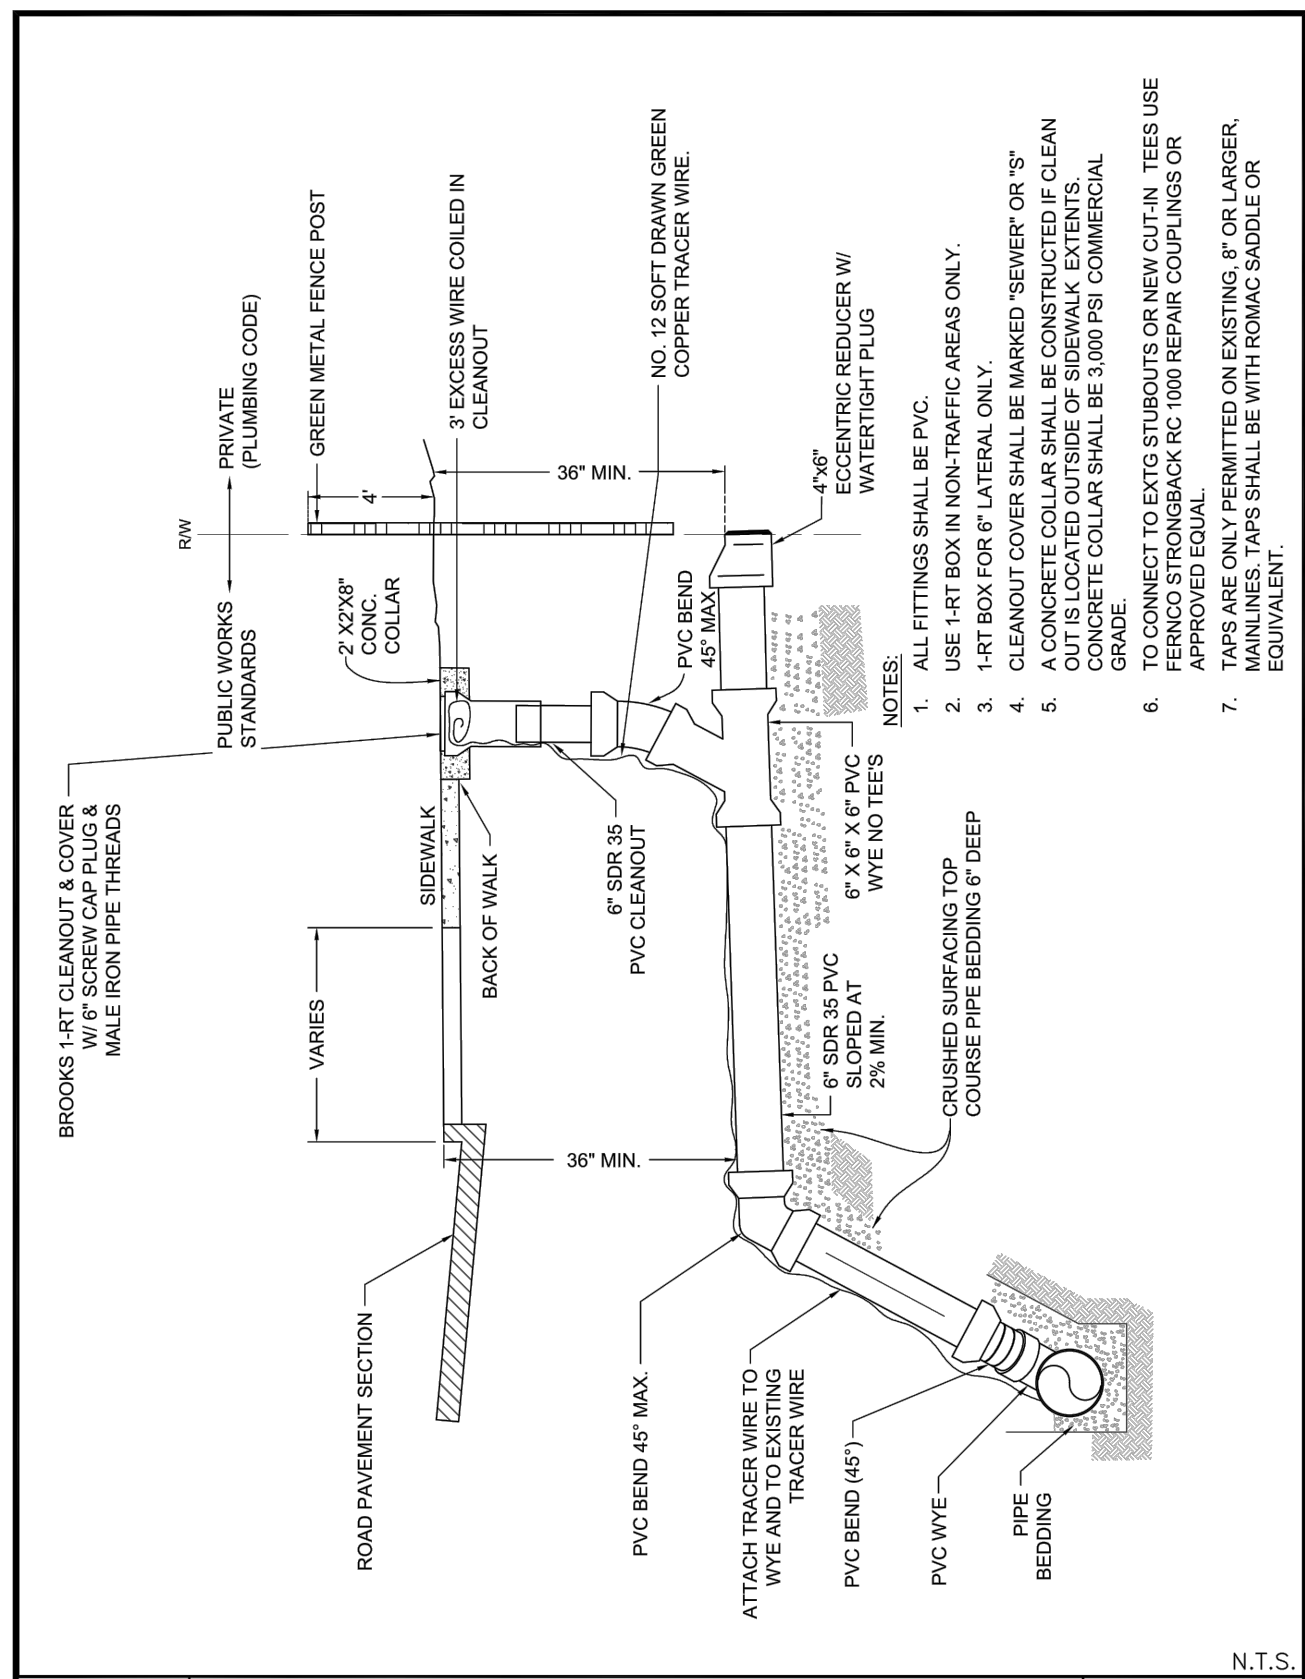 BROOKS 1-RT CLEANOUT & COVER
W/ 6" SCREW CAP PLUG &
MALE IRON PIPE THREADS
PUBLIC WORKS
STANDARDS
R/W
PRIVATE
(PLUMBING CODE)
GREEN METAL FENCE POST
4'
2' X2'X8"
CONC.
COLLAR
3' EXCESS WIRE COILED IN
CLEANOUT
VARIES
SIDEWALK
BACK OF WALK
ROAD PAVEMENT SECTION
36" MIN.
36" MIN.
6" SDR 35
PVC CLEANOUT
NO. 12 SOFT DRAWN GREEN
COPPER TRACER WIRE.
PVC BEND
45° MAX
PVC BEND 45° MAX.
4"x6"
ECCENTRIC REDUCER W/
WATERTIGHT PLUG
ATTACH TRACER WIRE TO
WYE AND TO EXISTING
TRACER WIRE
6" SDR 35 PVC
SLOPED AT
2% MIN.
6" X 6" X 6" PVC
WYE NO TEE'S
PVC BEND (45°)
PVC WYE
PIPE
BEDDING
CRUSHED SURFACING TOP
COURSE PIPE BEDDING 6" DEEP
NOTES:
1. ALL FITTINGS SHALL BE PVC.
2. USE 1-RT BOX IN NON-TRAFFIC AREAS ONLY.
3. 1-RT BOX FOR 6" LATERAL ONLY.
4. CLEANOUT COVER SHALL BE MARKED "SEWER" OR "S"
5. A CONCRETE COLLAR SHALL BE CONSTRUCTED IF CLEAN
OUT IS LOCATED OUTSIDE OF SIDEWALK EXTENTS.
CONCRETE COLLAR SHALL BE 3,000 PSI COMMERCIAL
GRADE.
6. TO CONNECT TO EXTG STUBOUTS OR NEW CUT-IN TEES USE
FERNCO STRONGBACK RC 1000 REPAIR COUPLINGS OR
APPROVED EQUAL.
7. TAPS ARE ONLY PERMITTED ON EXISTING, 8" OR LARGER,
MAINLINES. TAPS SHALL BE WITH ROMAC SADDLE OR
EQUIVALENT.
N.T.S.